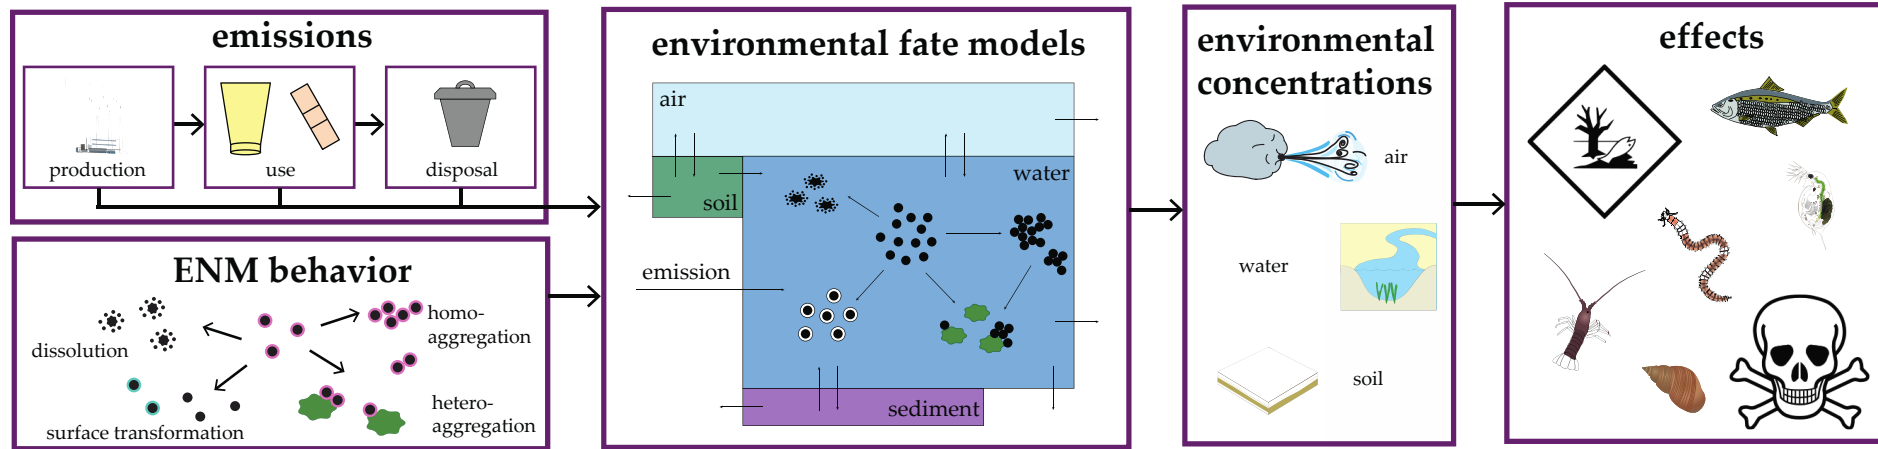 emissions
production
use
disposal
ENM behavior
homo-
aggregation
dissolution
hetero-
aggregation
surface transformation
environmental fate models
air
water
soil
emission
sediment
environmental
concentrations
air
water
soil
effects